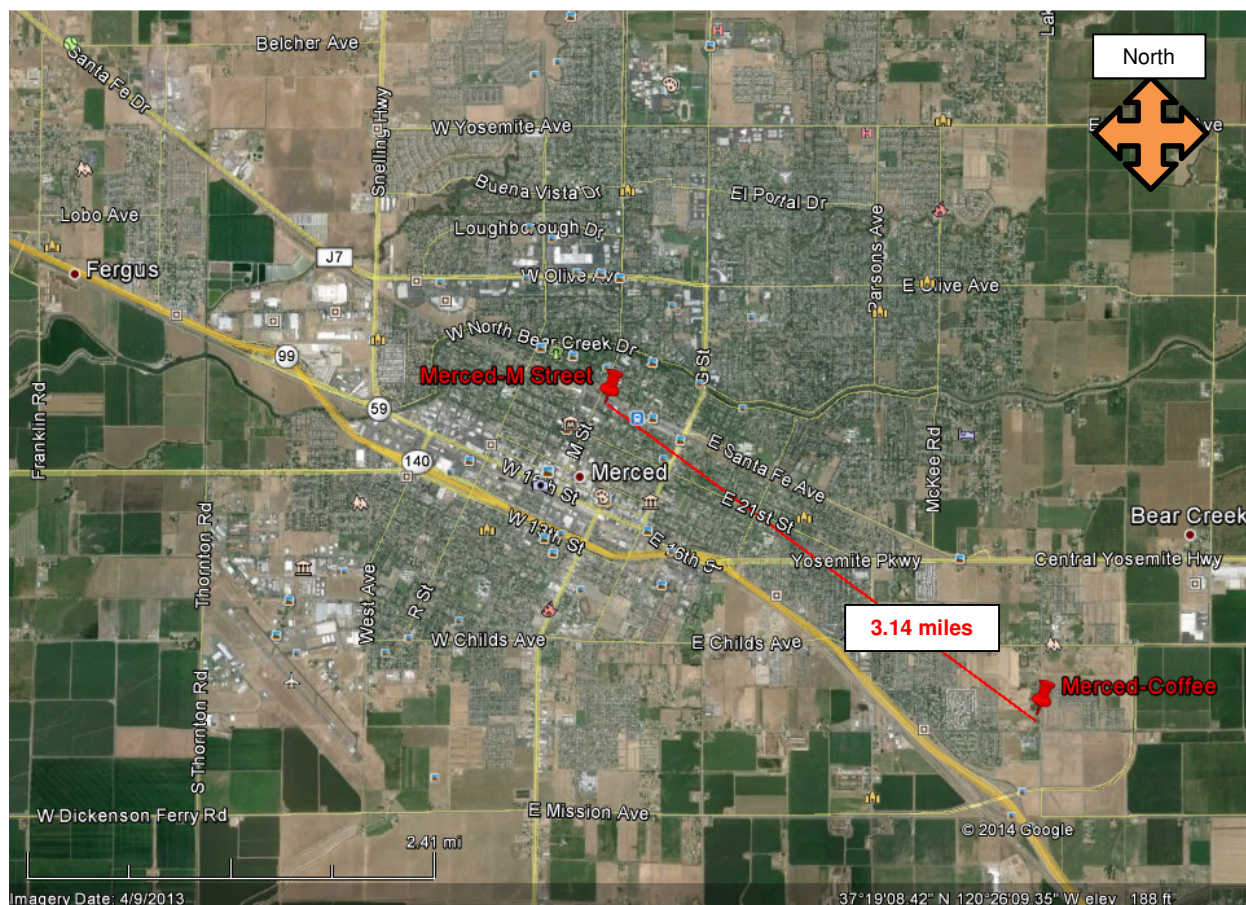 Belcher Ave
Santa Fe Dr
Snelling Hwy
Lak
North
W Yosemite Ave
E
Ave
Buena Vista Dr
El Portal Dr
Lobo Ave
Loughborough Dr
Parsons Ave
J7
Fergus
W Olive Av
E Olive Ave
W North Bear Creek Dr
G St
99
Merced-M Street
59
Franklin Rd
M St
E Santa Fe Ave
McKee Rd
140
Merced
W 16th St
E 21st St
Bear Creek
W 13th St
E 16th S
Thornton Rd
Yosemite Pkwy
Central Yosemite Hwy
West Ave
R St
3.14 miles
W Childs Ave
E Childs Ave
Merced-Coffee
S Thornton Rd
W Dickenson Ferry Rd
E Mission Ave
© 2014 Google
2.41 mi
Imagery Date: 4/9/2013
37°19'08.42" N 120°26'09.35" W elev 188 ft